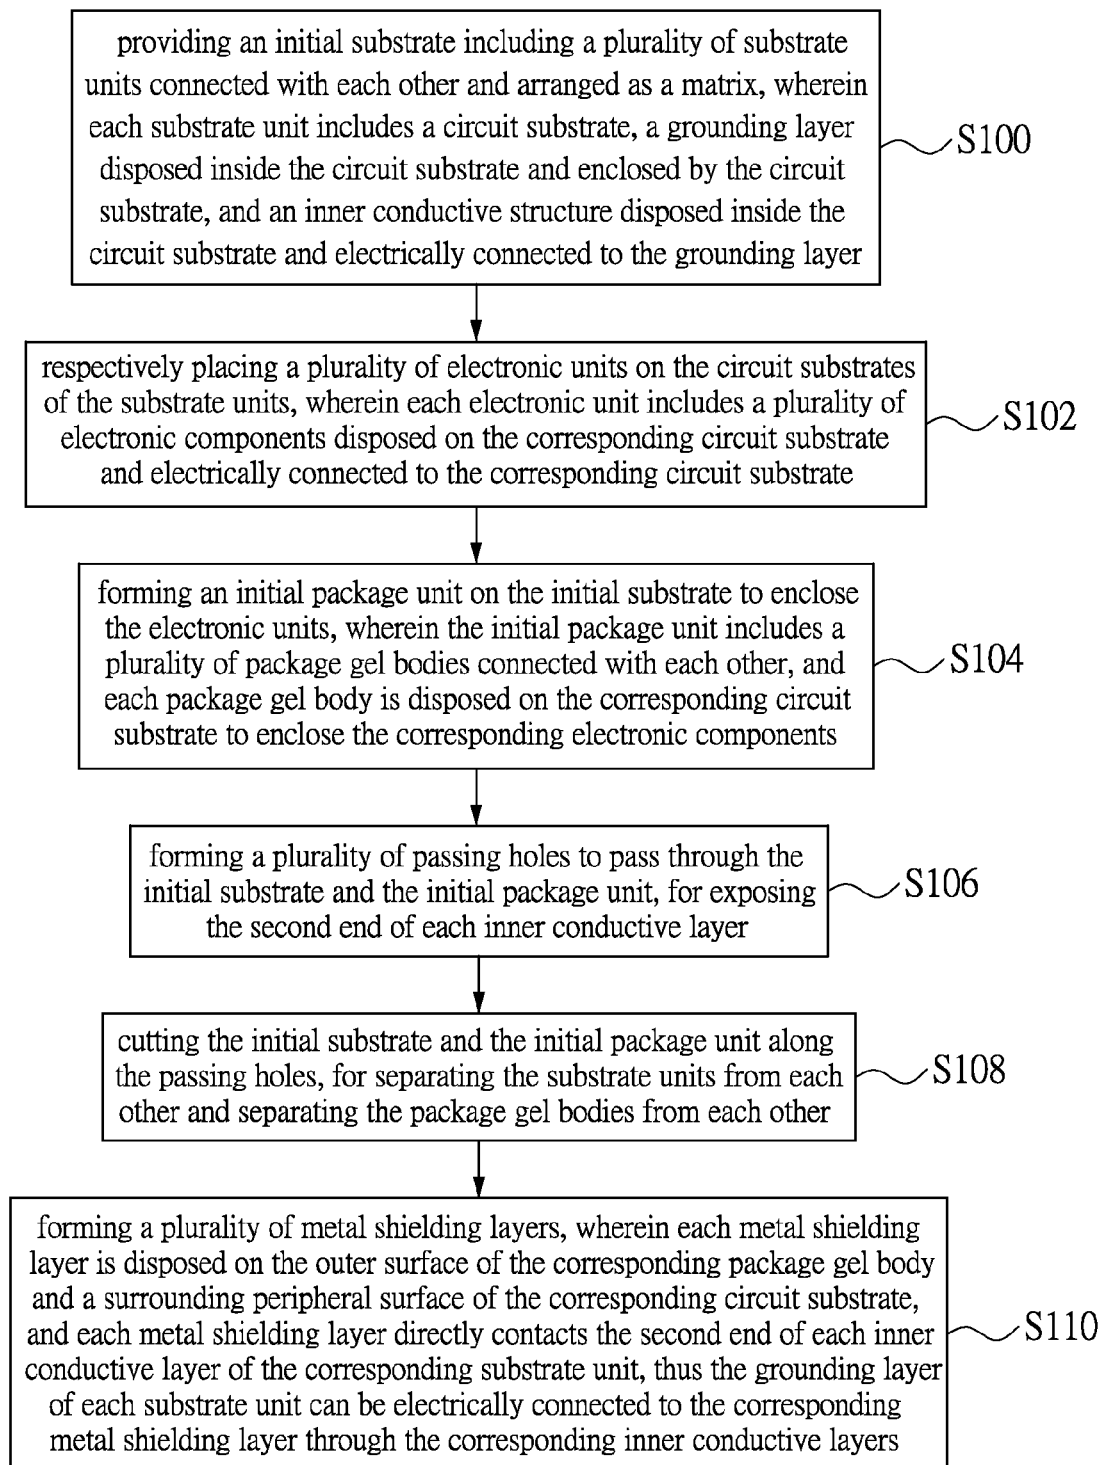 providing an initial substrate including a plurality of substrate
units connected with each other and arranged as a matrix, wherein
each substrate unit includes a circuit substrate, a grounding layer
disposed inside the circuit substrate and enclosed by the circuit
substrate, and an inner conductive structure disposed inside the
circuit substrate and electrically connected to the grounding layer
S100
respectively placing a plurality of electronic units on the circuit substrates
of the substrate units, wherein each electronic unit includes a plurality of
electronic components disposed on the corresponding circuit substrate
and electrically connected to the corresponding circuit substrate
S102
forming an initial package unit on the initial substrate to enclose
the electronic units, wherein the initial package unit includes a
plurality of package gel bodies connected with each other, and
each package gel body is disposed on the corresponding circuit
substrate to enclose the corresponding electronic components
S104
forming a plurality of passing holes to pass through the
initial substrate and the initial package unit, for exposing
the second end of each inner conductive layer
S106
cutting the initial substrate and the initial package unit along
the passing holes, for separating the substrate units from each
other and separating the package gel bodies from each other
S108
forming a plurality of metal shielding layers, wherein each metal shielding
layer is disposed on the outer surface of the corresponding package gel body
and a surrounding peripheral surface of the corresponding circuit substrate,
and each metal shielding layer directly contacts the second end of each inner
conductive layer of the corresponding substrate unit, thus the grounding layer
of each substrate unit can be electrically connected to the corresponding
metal shielding layer through the corresponding inner conductive layers
S110